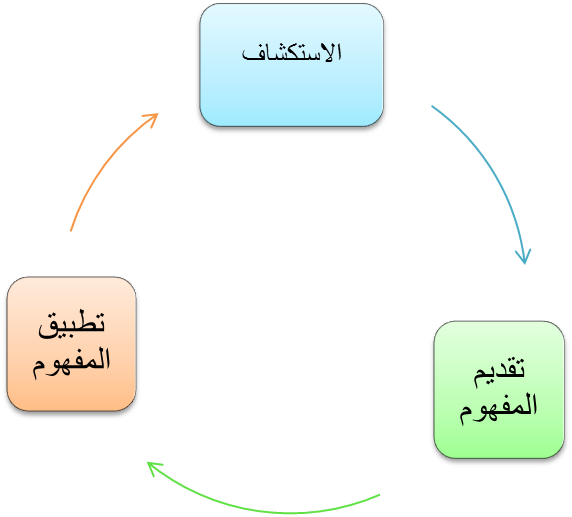 الاستكشاف
تقديم
المفهوم
تطبيق
المفهوم